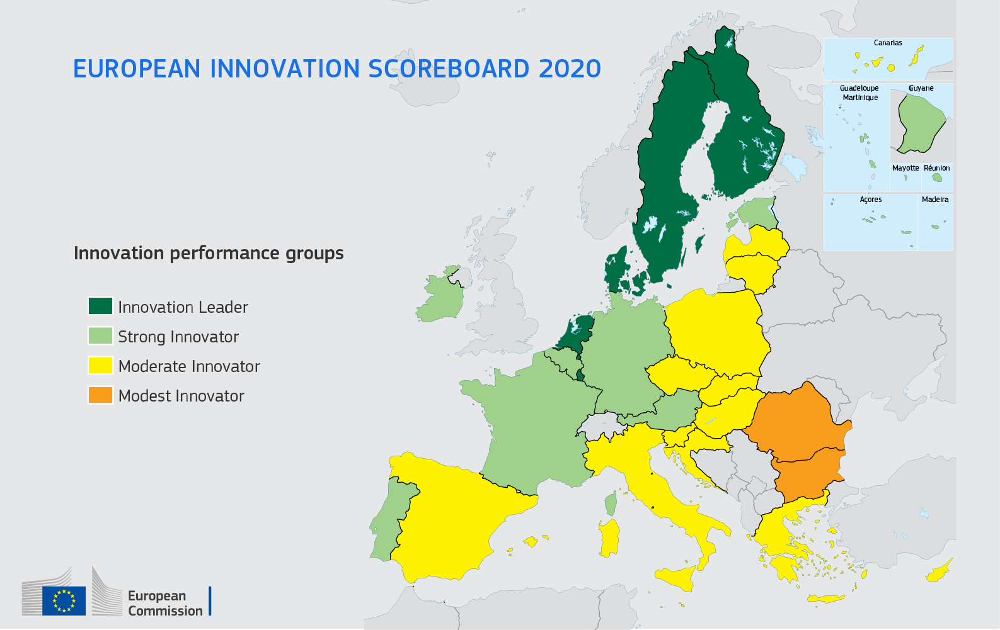 EUROPEAN INNOVATION SCOREBOARD 2020
Canarias
Guadeloupe
Martinique
Guyane
Mayotte
Réunion
Açores
Madeira
Innovation performance groups
Innovation Leader
Strong Innovator
Moderate Innovator
Modest Innovator
European
Commission